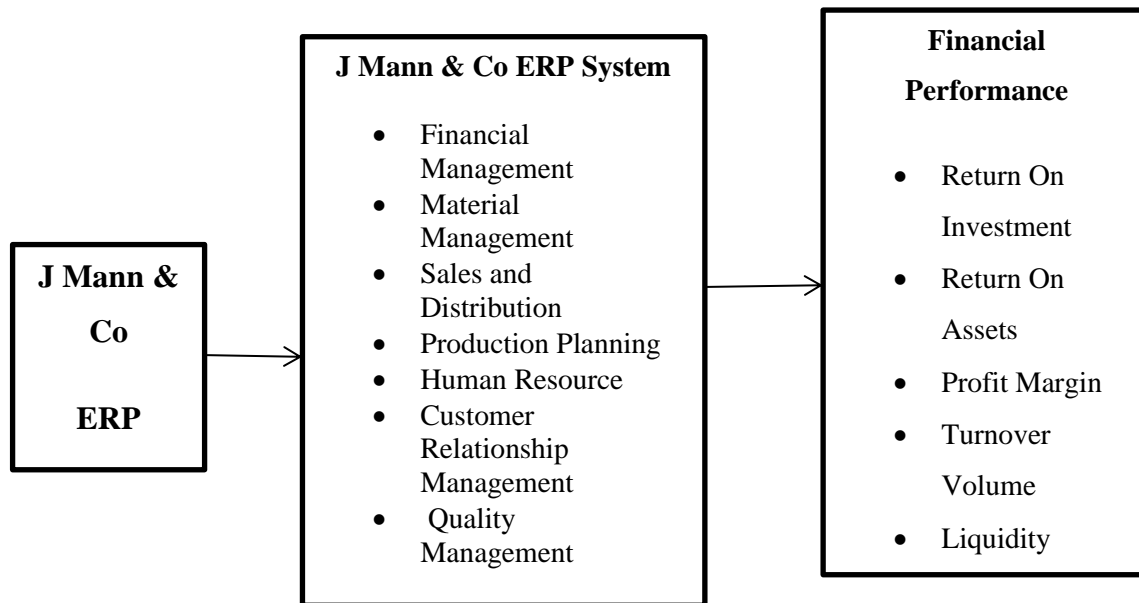 J Mann &
Co
ERP
J Mann & Co ERP System
• Financial
Management
• Material
Management
• Sales and
Distribution
• Production Planning
• Human Resource
• Customer
Relationship
Management
• Quality
Management
Financial
Performance
• Return On
Investment
• Return On
Assets
• Profit Margin
• Turnover
Volume
• Liquidity